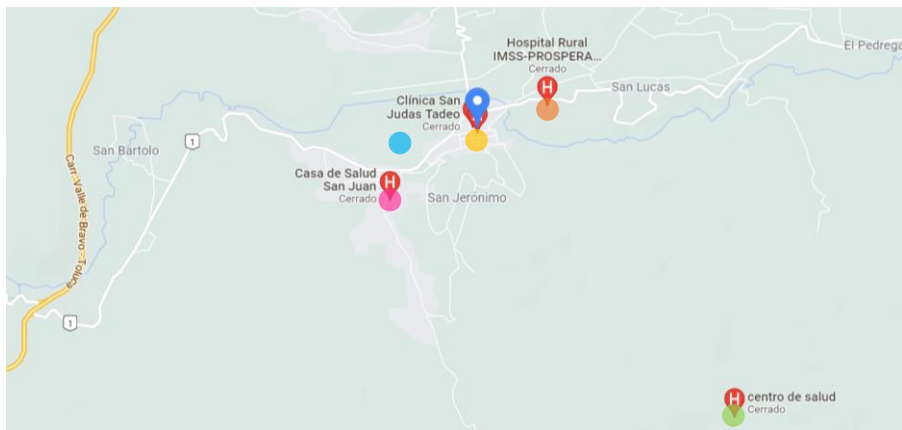 Hospital Rural
IMSS-PROSPERA...
Cerrado
El Pedrega
San Lucas
Clínica San
Judas Tadeo
Cerrado
San Bartolo
1
Casa de Salud
San Juan
Cerrado
H
H
San Jerónimo
Carr. Valle de Bravo - Toluca
1
H
centro de salud
Cerrado